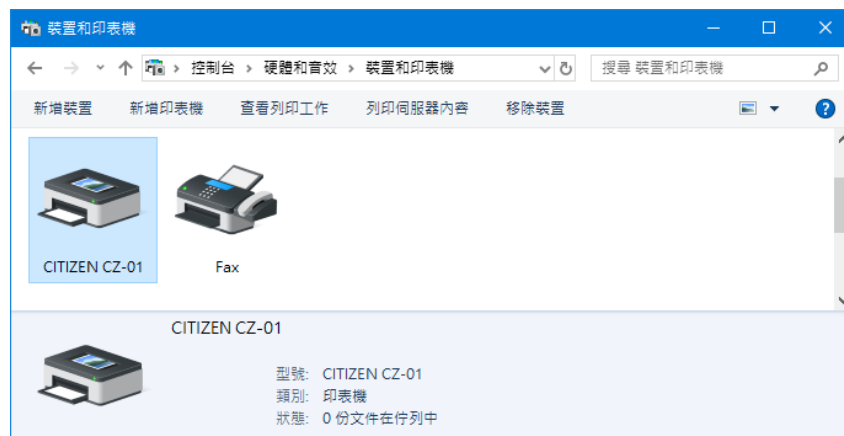 裝置和印表機
控制台 › 硬體和音效 › 裝置和印表機 搜尋 裝置和印表機
新增裝置 新增印表機 查看列印工作 列印伺服器內容 移除裝置
CITIZEN CZ-01 Fax
CITIZEN CZ-01
型號: CITIZEN CZ-01
類別: 印表機
狀態: 0 份文件在佇列中